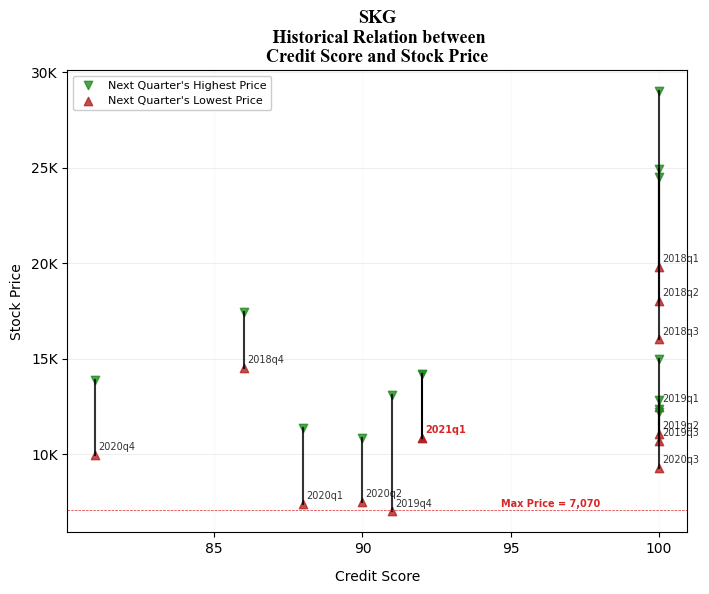 SKG
Historical Relation between
Credit Score and Stock Price
Next Quarter's Highest Price
Next Quarter's Lowest Price
30K
25K
20K
15K
10K
Stock Price
2018q1
2018q2
2018q3
2018q4
2019q1
2019q2
2019q3
2021q1
2020q4
2020q3
2020q1
2020q2
2019q4
Max Price = 7,070
85
90
95
100
Credit Score